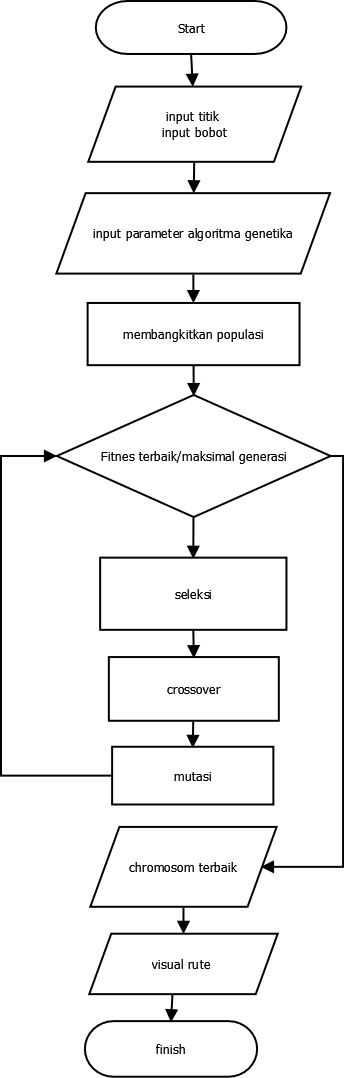 Start
input titik
input bobot
input parameter algoritma genetika
membangkitkan populasi
Fitnes terbaik/maksimal generasi
seleksi
crossover
mutasi
chromosom terbaik
visual rute
finish